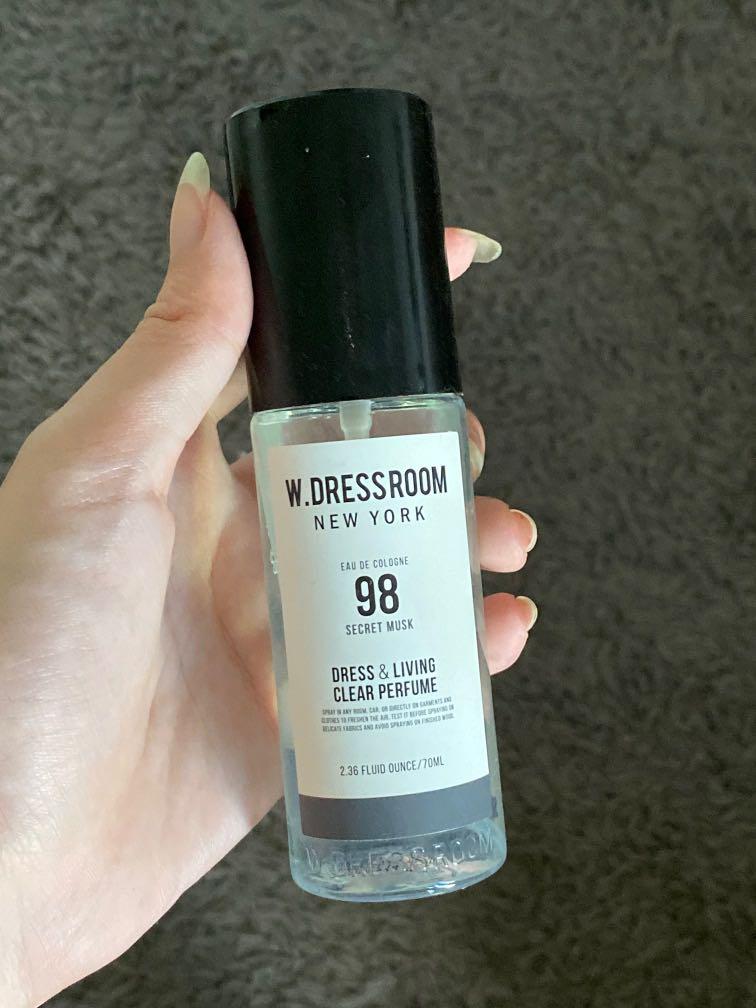 W.DRESSROOM
NEW YORK
EAU DE COLOGNE
98
SECRET MUSK
DRESS & LIVING
CLEAR PERFUME
SPRAY IN ANY ROOM, CAR, OR DIRECTLY ON GARMENTS AND
CLOTHES TO FRESHEN THE AIR. TEST IT BEFORE SPRAYING ON
DELICATE FABRICS AND AVOID SPRAYING ON FINISHED WOOL.
2.36 FLUID OUNCE/70ML
W.DRESSROOM